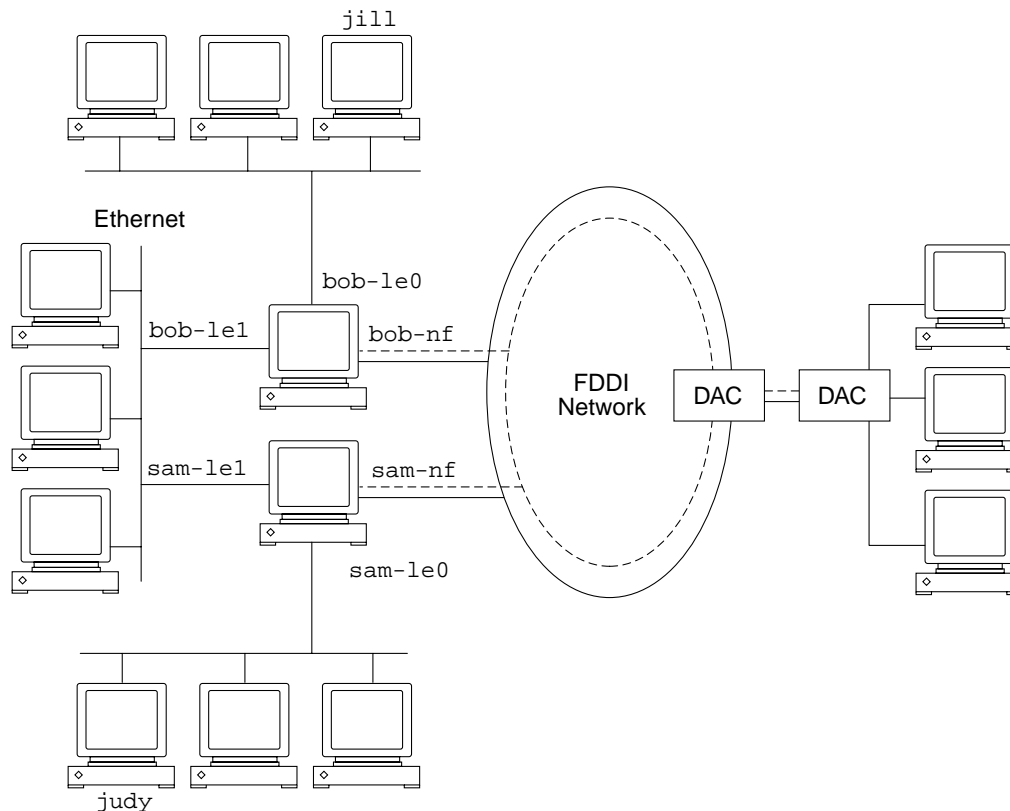 jill
Ethernet
bob-le0
bob-le1
bob-nf
FDDI
Network
DAC
DAC
sam-le1
sam-nf
sam-le0
judy